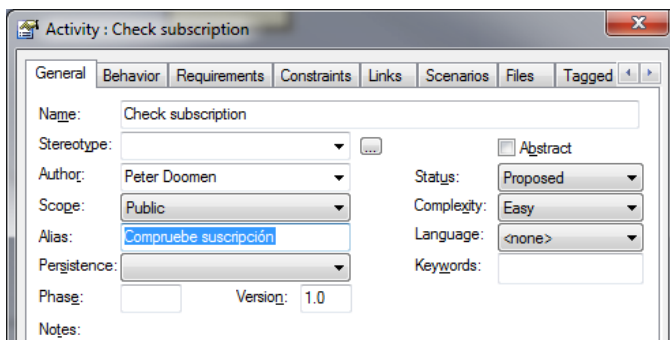 Activity : Check subscription
General Behavior Requirements Constraints Links Scenarios Files Tagged
Name: Check subscription
Stereotype: ... Abstract
Author: Peter Doomen Status: Proposed
Scope: Public Complexity: Easy
Alias: Compruebe suscripción Language: <none>
Persistence: Keywords:
Phase: Version: 1.0
Notes: